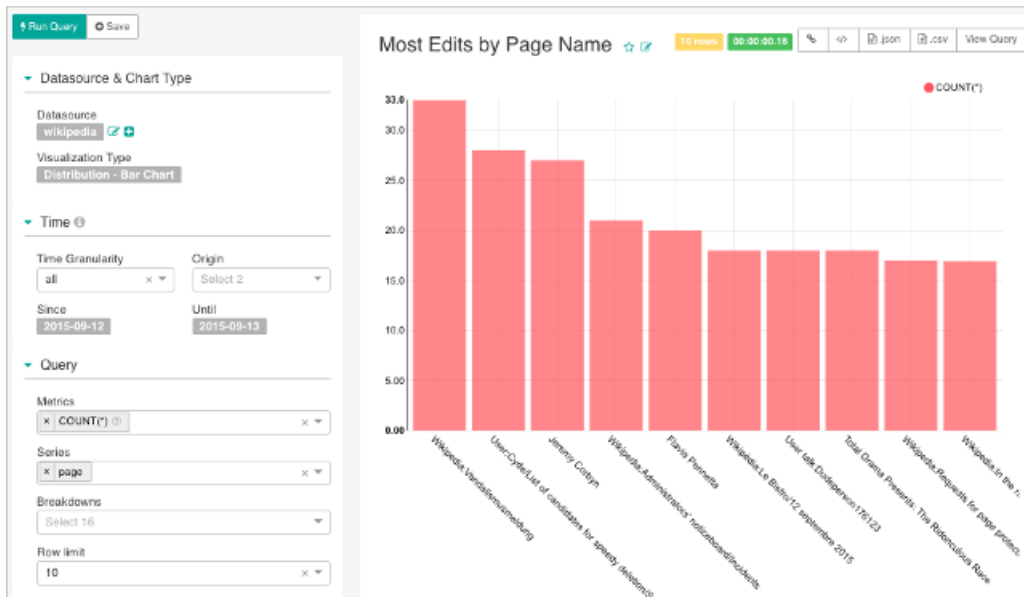 Run Query Save
Datasource & Chart Type
Datasource
wikipedia
Visualization Type
Distribution - Bar Chart
Time
Time Granularity Origin
all Select 2
Since Until
2015-09-12 2015-09-13
Query
Metrics
× COUNT(*)
Series
× page
Breakdowns
Select 16
Row limit
10
Most Edits by Page Name
10 rows 00:00:00.16 </> .json .csv View Query
COUNT(*)
33.0
30.0
25.0
20.0
15.0
10.0
5.00
0.00
Wikipedia:Vandalismusmeldung
User:Cyde/List of candidates for speedy deletion/
Jeremy Corbyn
Wikipedia:Administrators' noticeboard/Incidents
Flavia Pennetta
Wikipedia:Le Bistro/12 septembre 2015
User talk:Dudeperson176123
Total Drama Presents: The Ridonculous Race
Wikipedia:Requests for page protec
Wikipedia:In the